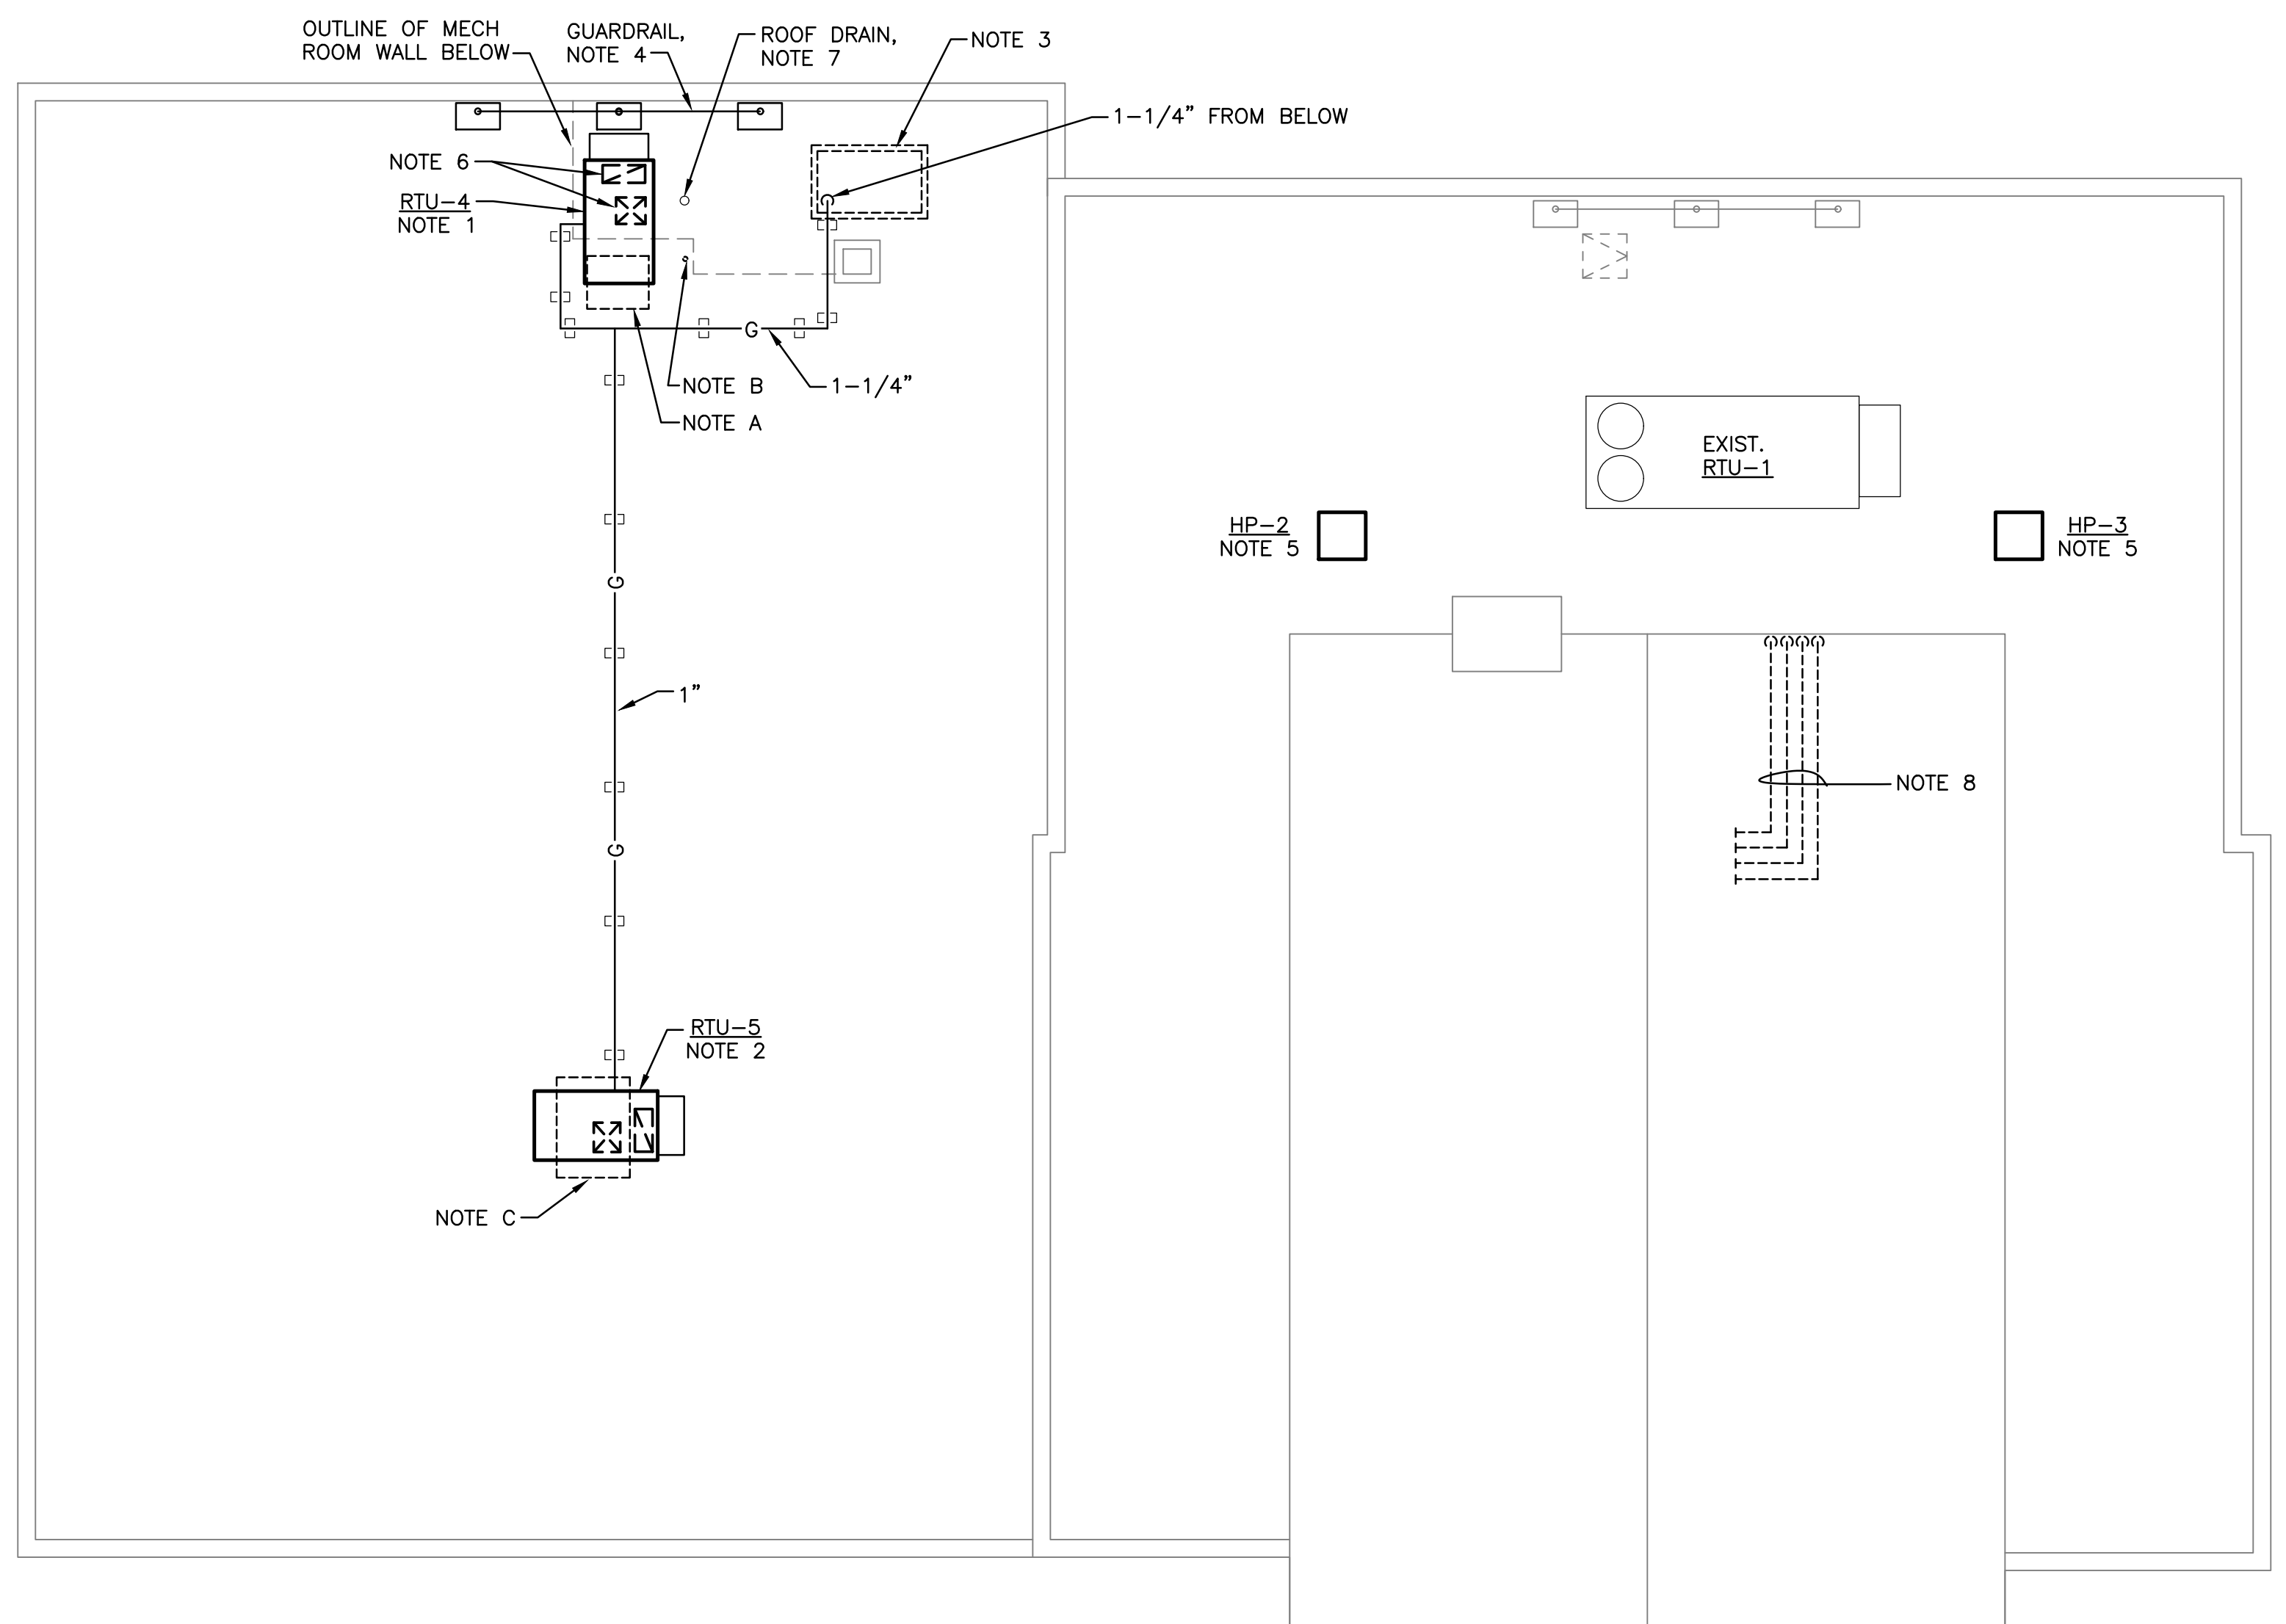 OUTLINE OF MECH
ROOM WALL BELOW
GUARDRAIL,
NOTE 4
ROOF DRAIN,
NOTE 7
NOTE 3
1-1/4" FROM BELOW
NOTE 6
RTU-4
NOTE 1
G
NOTE B
1-1/4"
NOTE A
EXIST.
RTU-1
HP-2
NOTE 5
HP-3
NOTE 5
G
1"
NOTE 8
G
RTU-5
NOTE 2
NOTE C